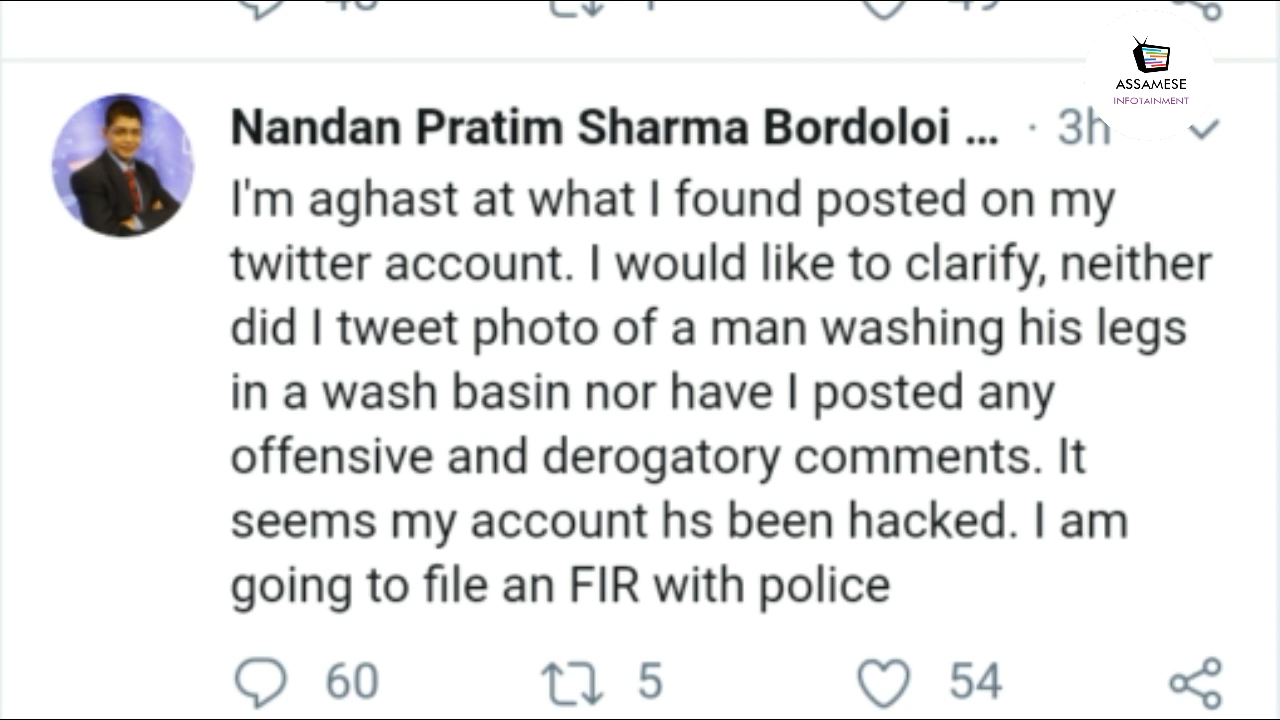 ASSAMESE
INFOTAINMENT
Nandan Pratim Sharma Bordoloi ... · 3h
I'm aghast at what I found posted on my
twitter account. I would like to clarify, neither
did I tweet photo of a man washing his legs
in a wash basin nor have I posted any
offensive and derogatory comments. It
seems my account hs been hacked. I am
going to file an FIR with police
60 5 54